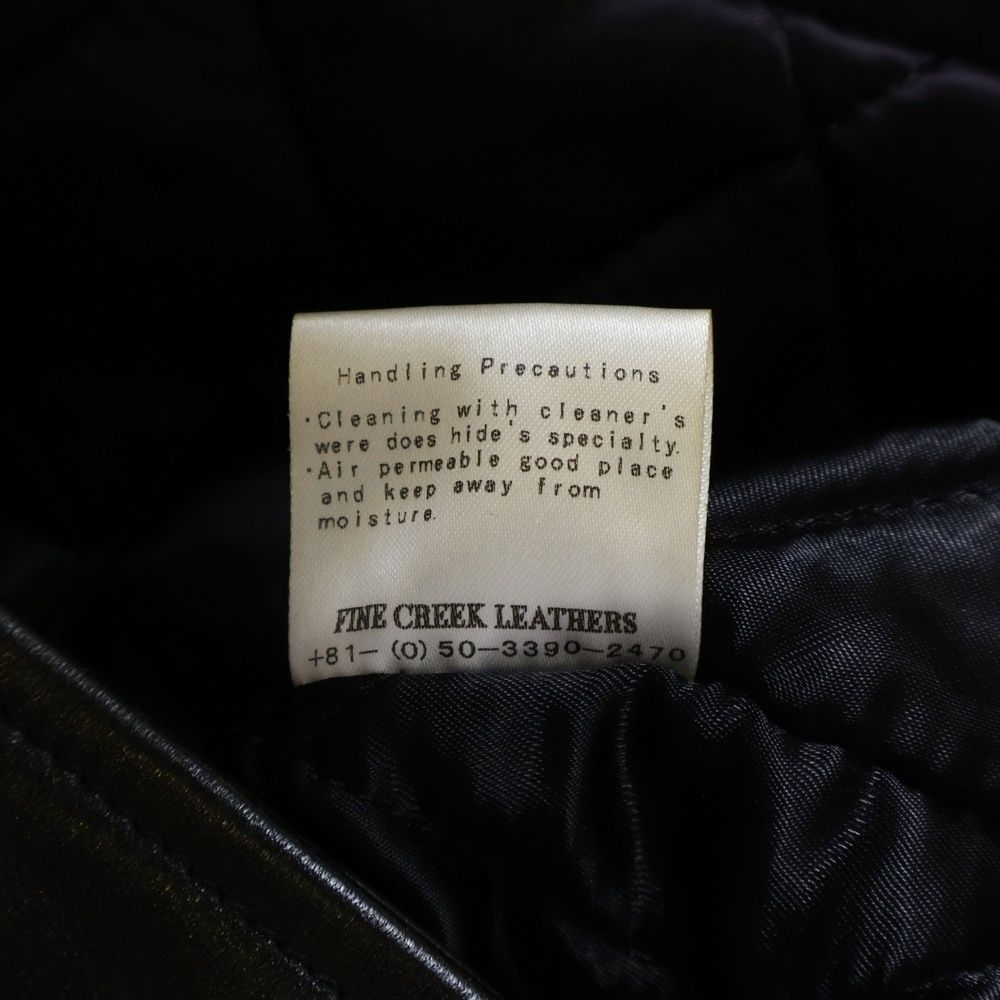 Handling Precautions
・Cleaning with cleaner's
were does hide's specialty.
・Air permeable good place
and keep away from
moisture.
FINE CREEK LEATHERS
+81-(0)50-3390-2470